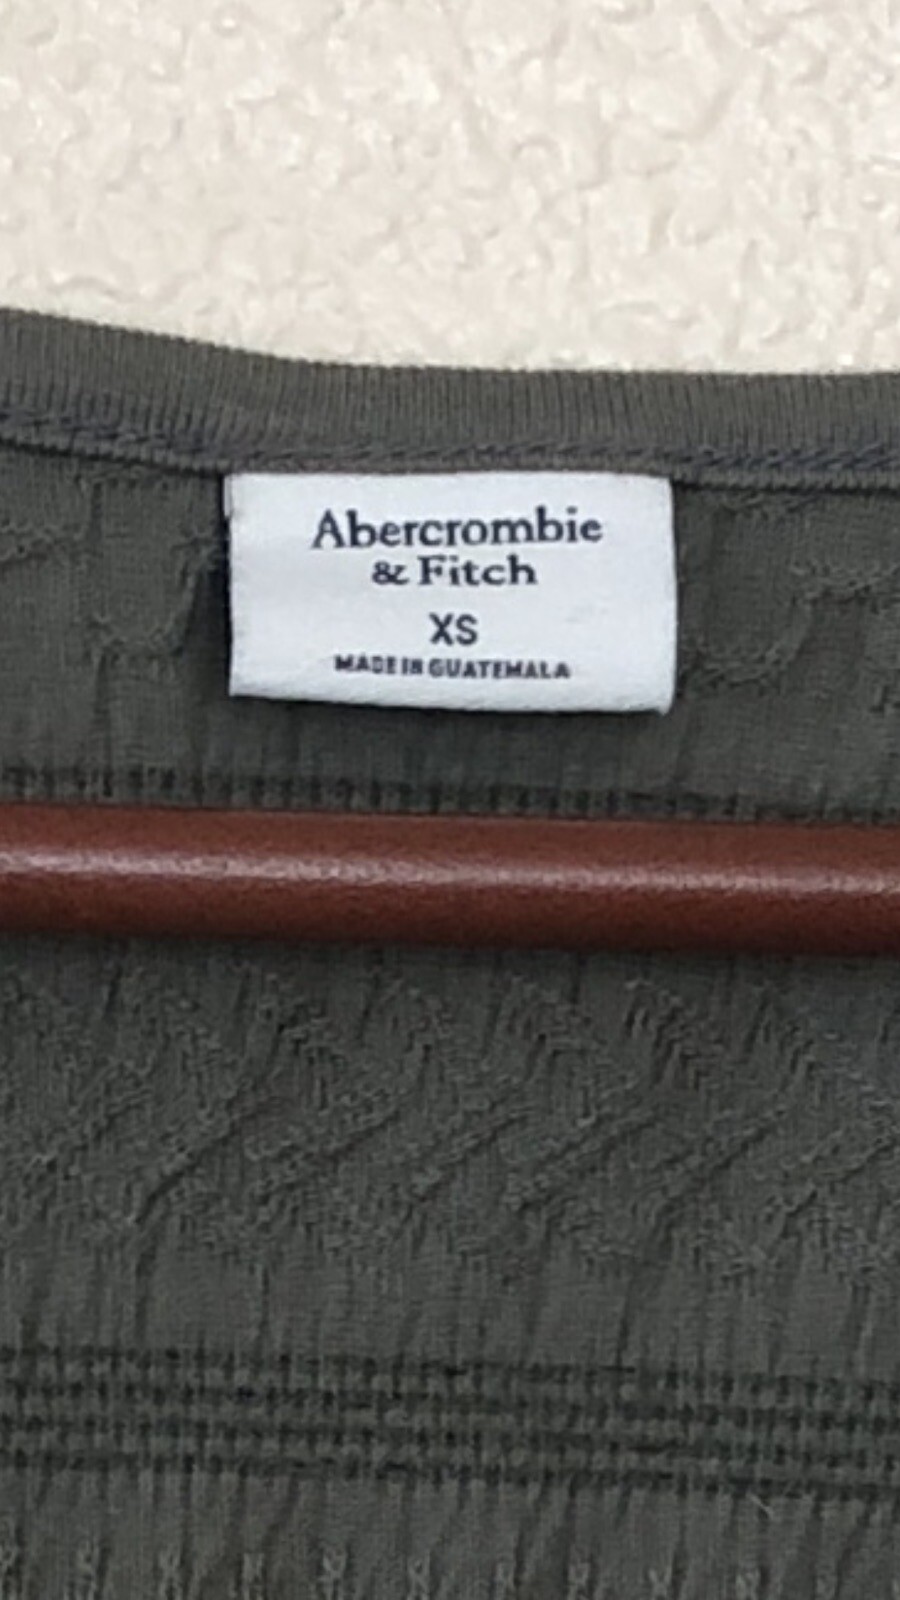 Abercrombie
& Fitch
XS
MADE IN GUATEMALA